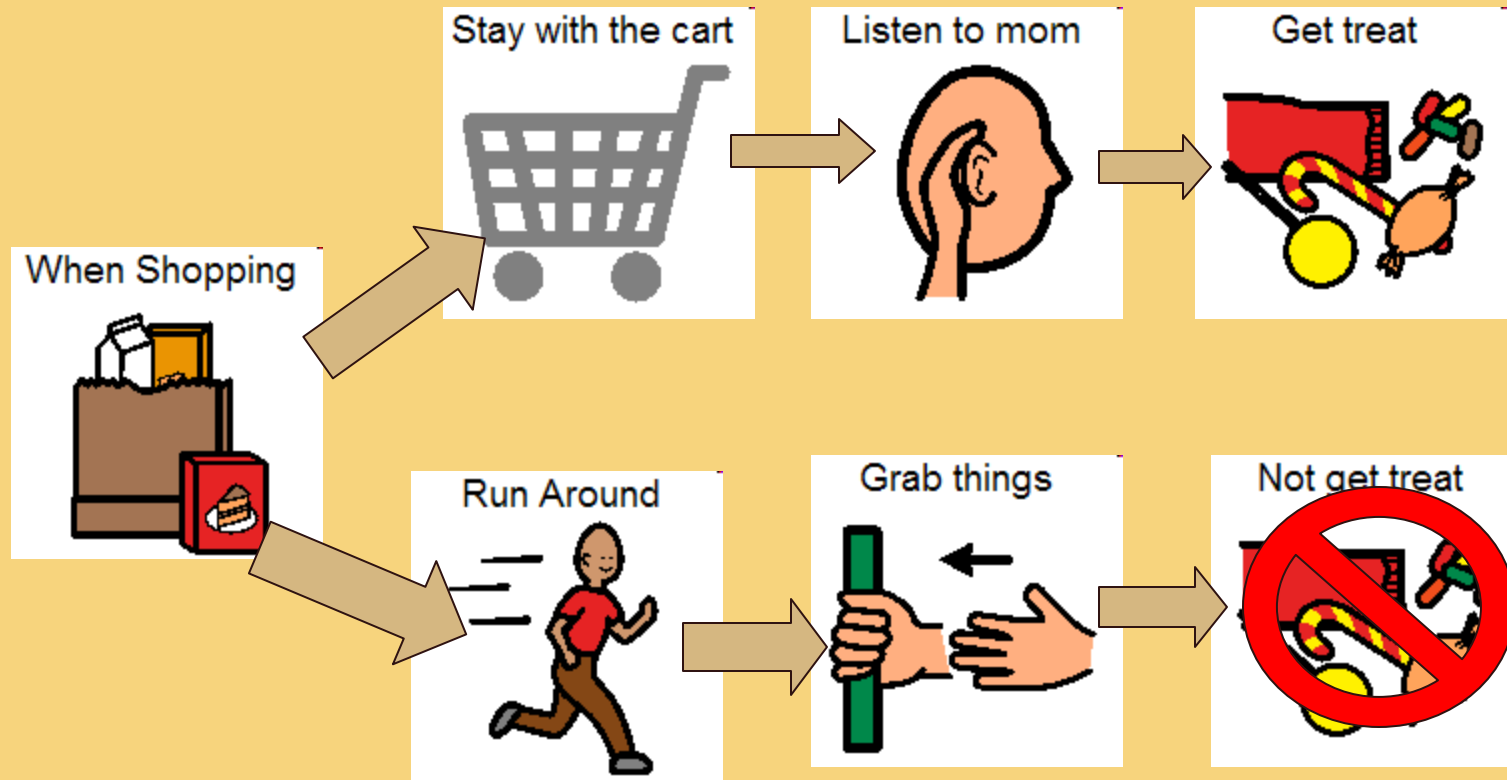 When Shopping
Stay with the cart
Listen to mom
Get treat
Run Around
Grab things
Not get treat